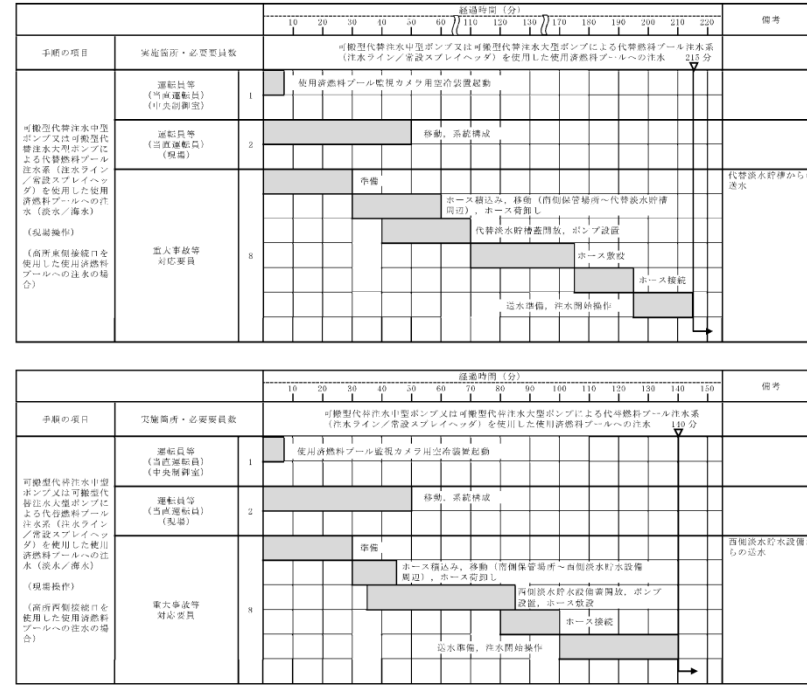 経過時間（分）
備考
10 20 30 40 50 60 110 120 130 140 170 180 190 200 210 220
手順の項目
実施箇所・必要員数
可搬型代替注水中型ポンプ又は可搬型代替注水大型ポンプによる代替燃料プール注水系
（注水ライン／常設スプレイヘッダ）を使用した使用済燃料プールへの注水 215分
可搬型代替注水中型
ポンプ又は可搬型代
替注水大型ポンプに
よる代替燃料プール
注水系（注水ライン
／常設スプレイヘッ
ダ）を使用した使用
済燃料プールへの注
水（淡水／海水）
（現場操作）
（高所東側接続口を
使用した使用済燃料
プールへの注水の場
合）
運転員等
（当直運転員）
（中央制御室）
1
使用済燃料プール監視カメラ用空冷装置起動
運転員等
（当直運転員）
（現場）
2
移動，系統構成
重大事故等
対応要員
8
準備
ホース積込み，移動（南側保管場所～代替淡水貯槽
周辺），ホース荷卸し
代替淡水貯槽蓋開放，ポンプ設置
ホース敷設
ホース接続
送水準備，注水開始操作
代替淡水貯槽から
送水
経過時間（分）
備考
10 20 30 40 50 60 70 80 90 100 110 120 130 140 150
手順の項目
実施箇所・必要要員数
可搬型代替注水中型ポンプ又は可搬型代替注水大型ポンプによる代替燃料プール注水系
（注水ライン／常設スプレイヘッダ）を使用した使用済燃料プールへの注水 140分
可搬型代替注水中型
ポンプ又は可搬型代
替注水大型ポンプに
よる代替燃料プール
注水系（注水ライン
／常設スプレイヘッ
ダ）を使用した使用
済燃料プールへの注
水（淡水／海水）
（現場操作）
（高所西側接続口を
使用した使用済燃料
プールへの注水の場
合）
運転員等
（当直運転員）
（中央制御室）
1
使用済燃料プール監視カメラ用空冷装置起動
運転員等
（当直運転員）
（現場）
2
移動，系統構成
重大事故等
対応要員
8
準備
ホース積込み，移動（南側保管場所～西側淡水貯水設備
周辺），ホース荷卸し
西側淡水貯水設備蓋開放，ポンプ
設置，ホース敷設
ホース接続
送水準備，注水開始操作
西側淡水貯水設備
らの送水